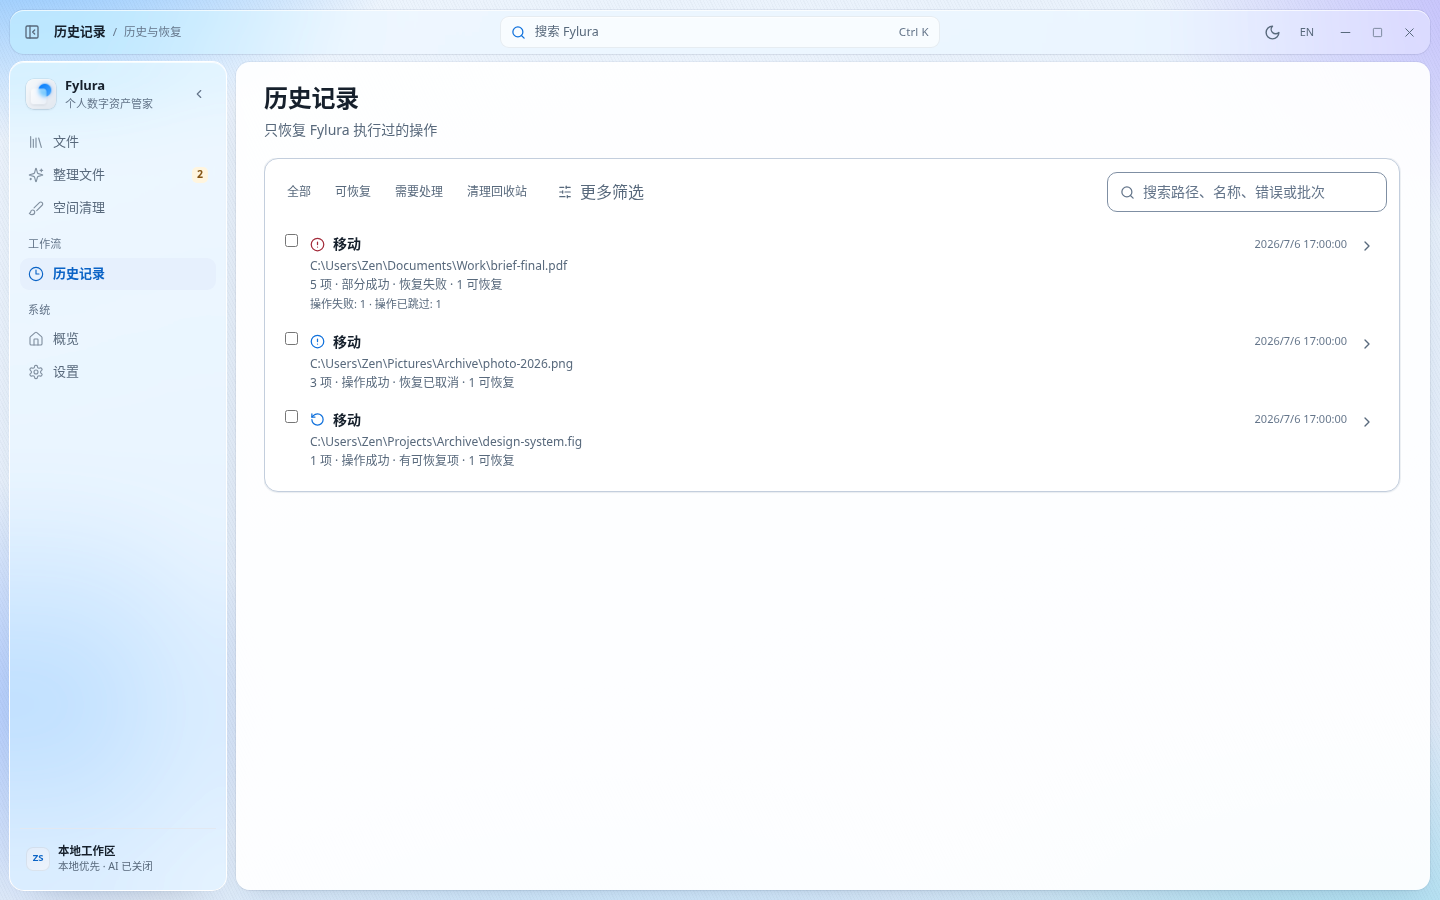 历史记录 / 历史与恢复
搜索 Fylura
Ctrl K
EN
Fylura
个人数字资产管家
文件
整理文件
2
空间清理
工作流
历史记录
系统
概览
设置
ZS
本地工作区
本地优先 · AI 已关闭
历史记录
只恢复 Fylura 执行过的操作
全部
可恢复
需要处理
清理回收站
更多筛选
搜索路径、名称、错误或批次
移动
2026/7/6 17:00:00
C:\Users\Zen\Documents\Work\brief-final.pdf
5 项 · 部分成功 · 恢复失败 · 1 可恢复
操作失败: 1 · 操作已跳过: 1
移动
2026/7/6 17:00:00
C:\Users\Zen\Pictures\Archive\photo-2026.png
3 项 · 操作成功 · 恢复已取消 · 1 可恢复
移动
2026/7/6 17:00:00
C:\Users\Zen\Projects\Archive\design-system.fig
1 项 · 操作成功 · 有可恢复项 · 1 可恢复